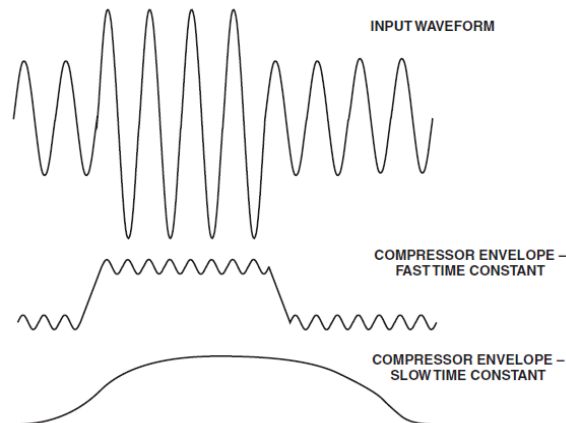 INPUT WAVEFORM
COMPRESSOR ENVELOPE –
FAST TIME CONSTANT
COMPRESSOR ENVELOPE –
SLOW TIME CONSTANT